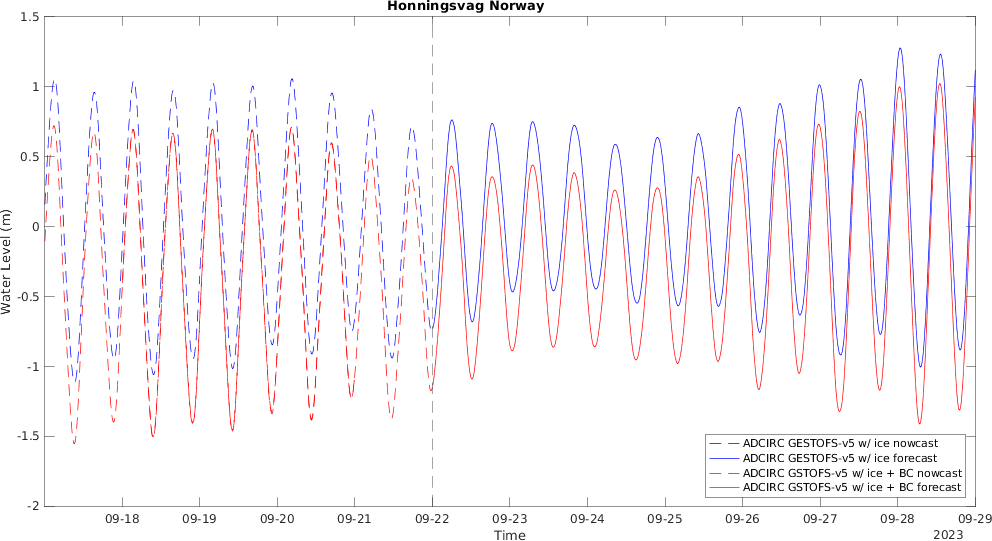 Honningsvag Norway
1.5
1
0.5
0
-0.5
-1
-1.5
-2
Water Level (m)
ADCIRC GESTOFS-v5 w/ ice nowcast
ADCIRC GESTOFS-v5 w/ ice forecast
ADCIRC GSTOFS-v5 w/ ice + BC nowcast
ADCIRC GSTOFS-v5 w/ ice + BC forecast
09-18 09-19 09-20 09-21 09-22 09-23 09-24 09-25 09-26 09-27 09-28 09-29
Time
2023